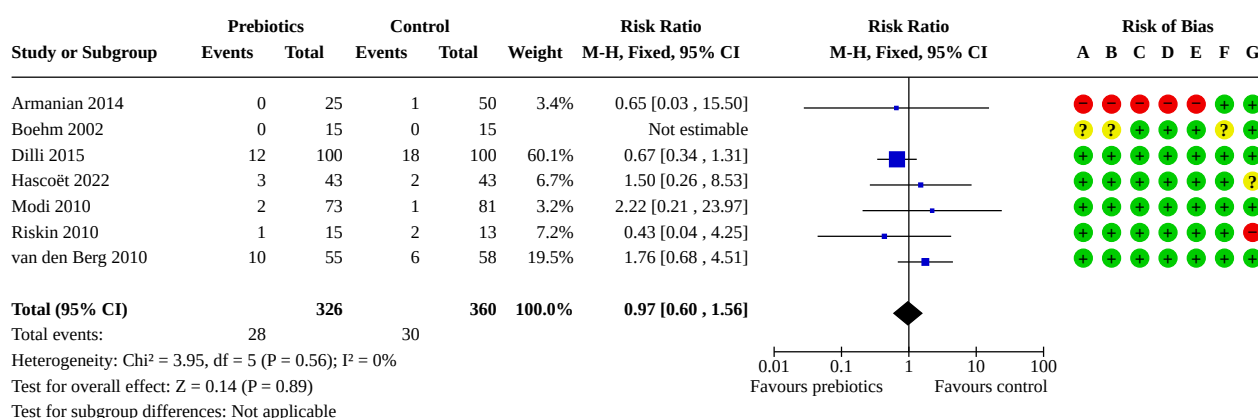 Prebiotics Control Risk Ratio Risk Ratio Risk of Bias
Study or Subgroup Events Total Events Total Weight M-H, Fixed, 95% CI M-H, Fixed, 95% CI A B C D E F G
Armanian 2014 0 25 1 50 3.4% 0.65 [0.03 , 15.50] − − − − − + +
Boehm 2002 0 15 0 15 Not estimable ? ? + + + ? +
Dilli 2015 12 100 18 100 60.1% 0.67 [0.34 , 1.31] + + + + + + +
Hascoët 2022 3 43 2 43 6.7% 1.50 [0.26 , 8.53] + + + + + + ?
Modi 2010 2 73 1 81 3.2% 2.22 [0.21 , 23.97] + + + + + + +
Riskin 2010 1 15 2 13 7.2% 0.43 [0.04 , 4.25] + + + + + + −
van den Berg 2010 10 55 6 58 19.5% 1.76 [0.68 , 4.51] + + + + + + +
Total (95% CI) 326 360 100.0% 0.97 [0.60 , 1.56]
Total events: 28 30
Heterogeneity: Chi² = 3.95, df = 5 (P = 0.56); I² = 0%
0.01 0.1 1 10 100
Test for overall effect: Z = 0.14 (P = 0.89)
Favours prebiotics Favours control
Test for subgroup differences: Not applicable